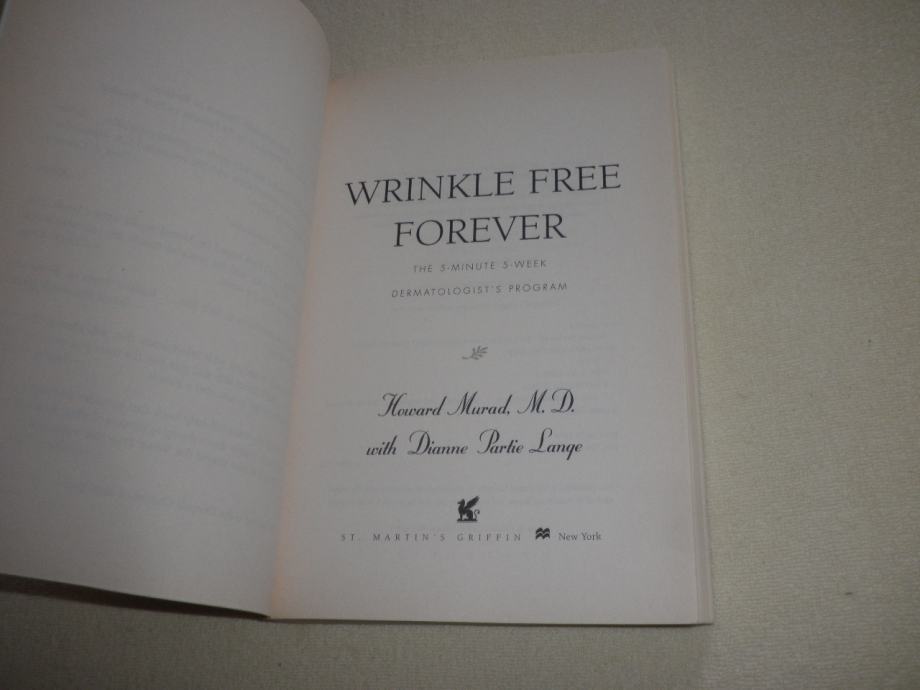 WRINKLE FREE
FOREVER
THE 5-MINUTE 5-WEEK
DERMATOLOGIST'S PROGRAM
Howard Murad, M.D.
with Dianne Partie Lange
ST. MARTIN'S GRIFFIN New York